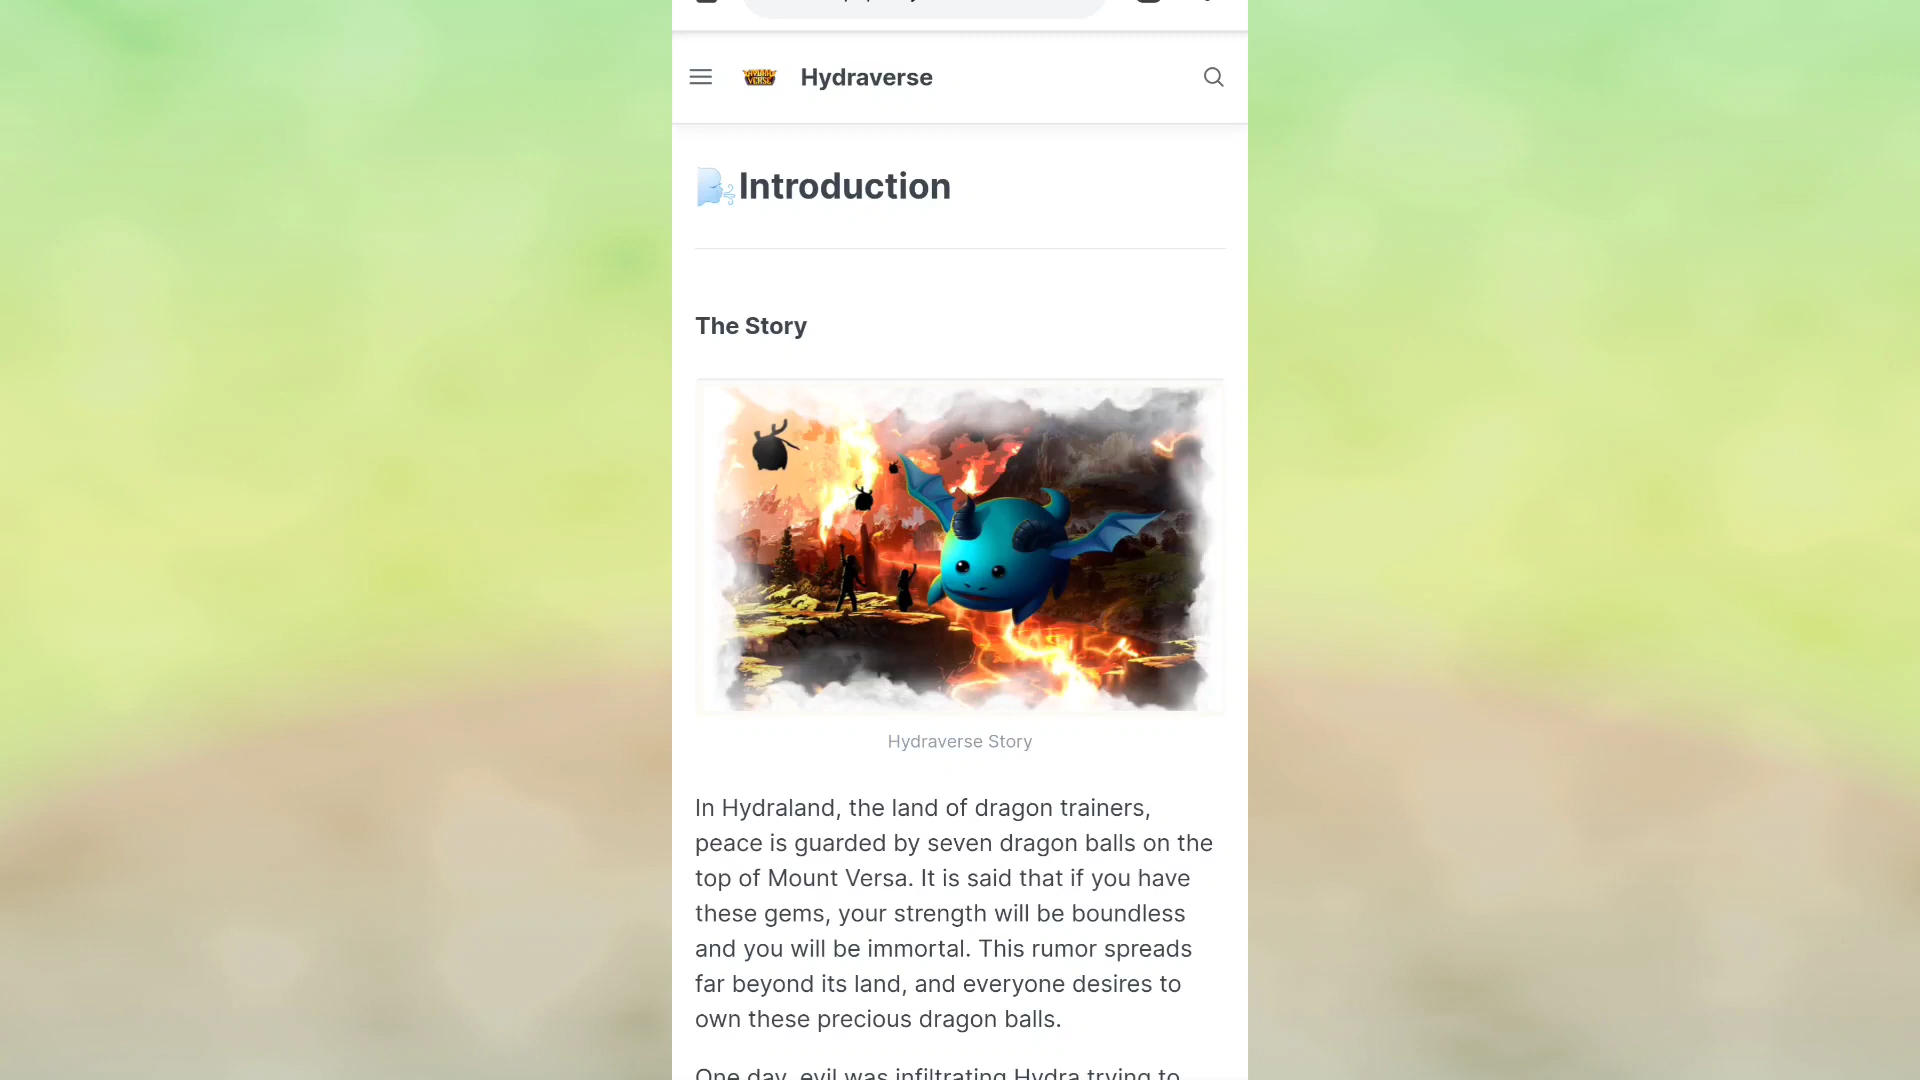 HYDRA
VERSE
Hydraverse
Introduction
The Story
Hydraverse Story
In Hydraland, the land of dragon trainers,
peace is guarded by seven dragon balls on the
top of Mount Versa. It is said that if you have
these gems, your strength will be boundless
and you will be immortal. This rumor spreads
far beyond its land, and everyone desires to
own these precious dragon balls.
One day, evil was infiltrating Hydra trying to